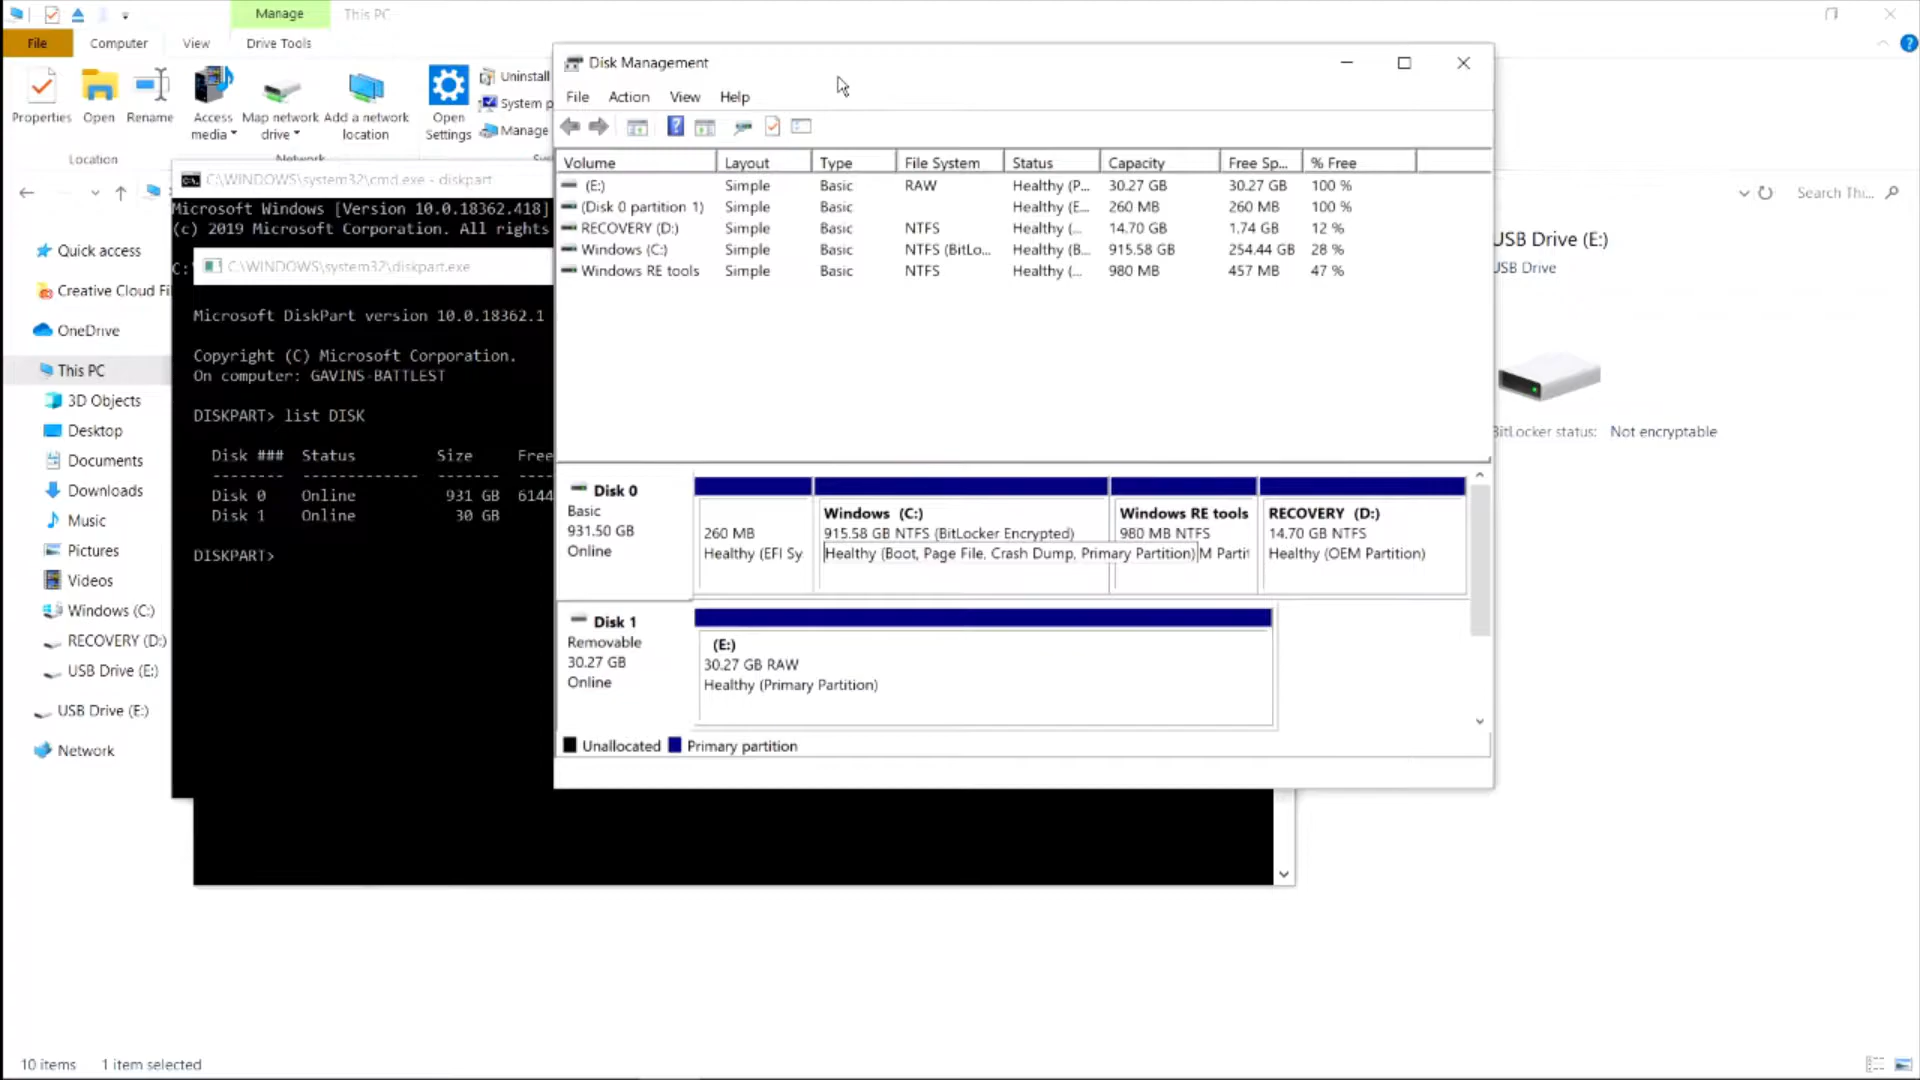 Manage
This PC
File
Computer
View
Drive Tools
Properties
Open
Rename
Access media
Map network drive
Add a network location
Open Settings
Uninstall
System p
Manage
Location
Network
Search Thi...
Quick access
Creative Cloud Fi
OneDrive
This PC
3D Objects
Desktop
Documents
Downloads
Music
Pictures
Videos
Windows (C:)
RECOVERY (D:)
USB Drive (E:)
USB Drive (E:)
Network
10 items
1 item selected
C:\WINDOWS\system32\cmd.exe - diskpart
Microsoft Windows [Version 10.0.18362.418]
(c) 2019 Microsoft Corporation. All rights
C:
C:\WINDOWS\system32\diskpart.exe
Microsoft DiskPart version 10.0.18362.1
Copyright (C) Microsoft Corporation.
On computer: GAVINS-BATTLEST
DISKPART> list DISK
Disk ### Status Size Free
-------- ------------- ------- ----
Disk 0 Online 931 GB 6144
Disk 1 Online 30 GB
DISKPART>
Disk Management
File Action View Help
Volume Layout Type File System Status Capacity Free Sp... % Free
(E:) Simple Basic RAW Healthy (P... 30.27 GB 30.27 GB 100 %
(Disk 0 partition 1) Simple Basic Healthy (E... 260 MB 260 MB 100 %
RECOVERY (D:) Simple Basic NTFS Healthy (... 14.70 GB 1.74 GB 12 %
Windows (C:) Simple Basic NTFS (BitLo... Healthy (B... 915.58 GB 254.44 GB 28 %
Windows RE tools Simple Basic NTFS Healthy (... 980 MB 457 MB 47 %
Disk 0
Basic
931.50 GB
Online
260 MB
Healthy (EFI Sy
Windows (C:)
915.58 GB NTFS (BitLocker Encrypted)
Healthy (Boot, Page File, Crash Dump, Primary Partition)
Windows RE tools
980 MB NTFS
M Partit
RECOVERY (D:)
14.70 GB NTFS
Healthy (OEM Partition)
Disk 1
Removable
30.27 GB
Online
(E:)
30.27 GB RAW
Healthy (Primary Partition)
Unallocated Primary partition
USB Drive (E:)
USB Drive
BitLocker status: Not encryptable